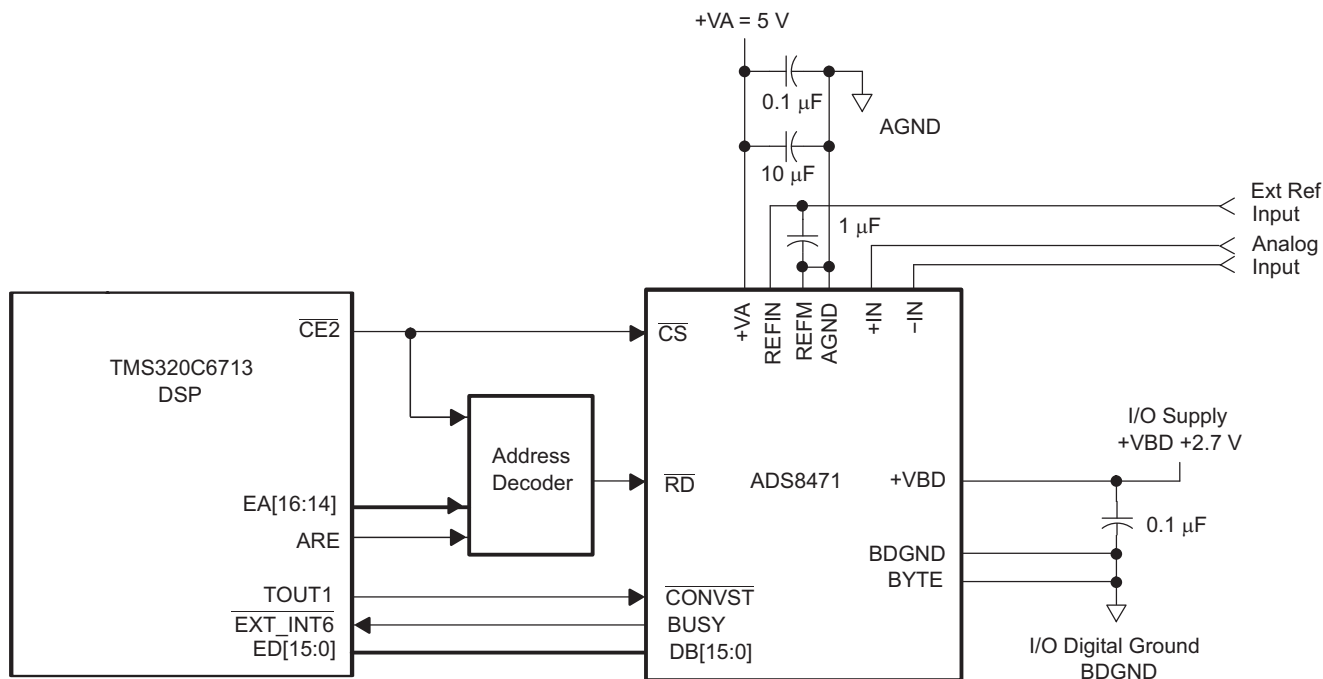 +VA = 5 V
0.1 μF
AGND
10 μF
Ext Ref
Input
1 μF
Analog
Input
+VA
REFIN
REFM
AGND
+IN
−IN
CE2
CS
TMS320C6713
DSP
Address
Decoder
I/O Supply
+VBD +2.7 V
RD
ADS8471
+VBD
EA[16:14]
0.1 μF
ARE
BDGND
BYTE
TOUT1
CONVST
EXT_INT6
BUSY
ED[15:0]
DB[15:0]
I/O Digital Ground
BDGND